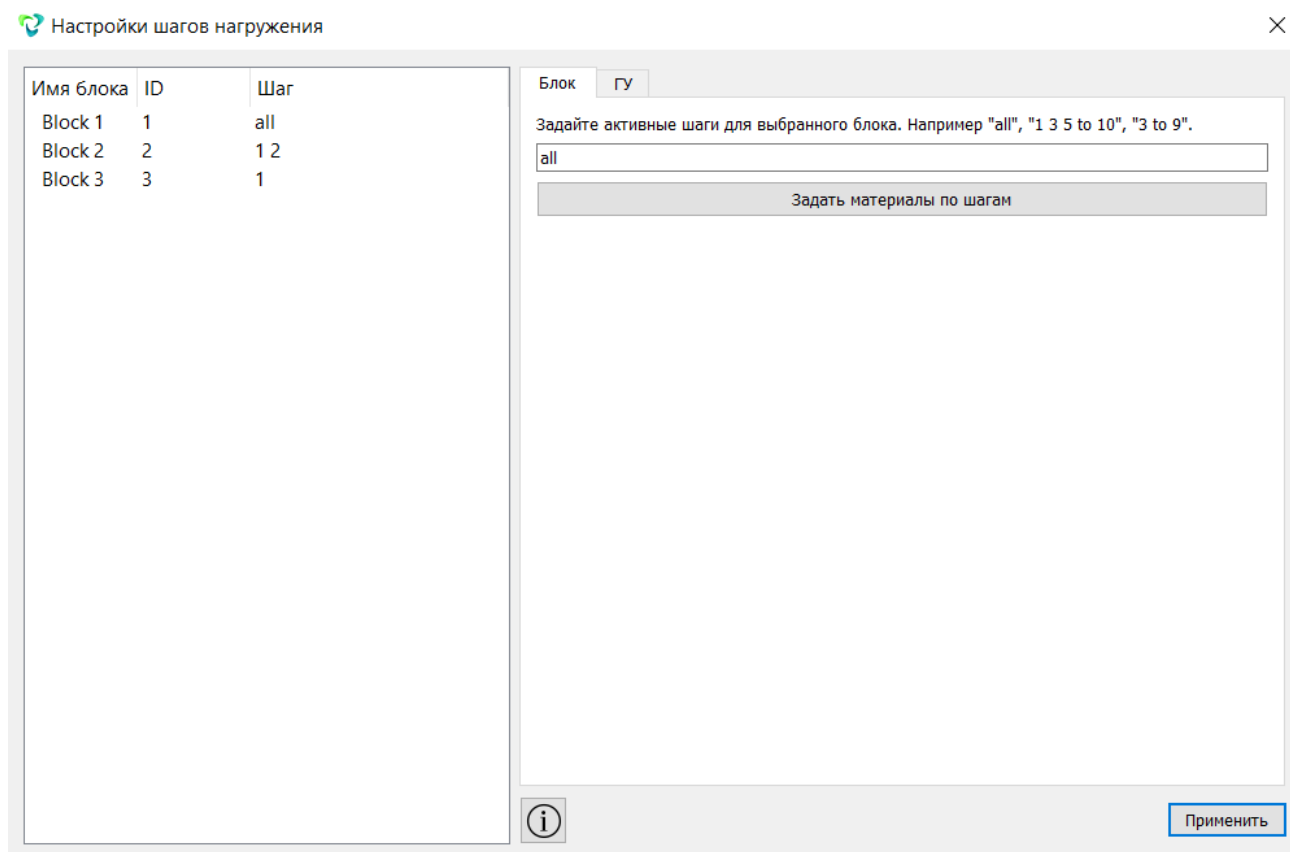 Настройки шагов нагружения
Имя блока ID Шаг
Block 1 1 all
Block 2 2 1 2
Block 3 3 1
Блок ГУ
Задайте активные шаги для выбранного блока. Например "all", "1 3 5 to 10", "3 to 9".
all
Задать материалы по шагам
i
Применить